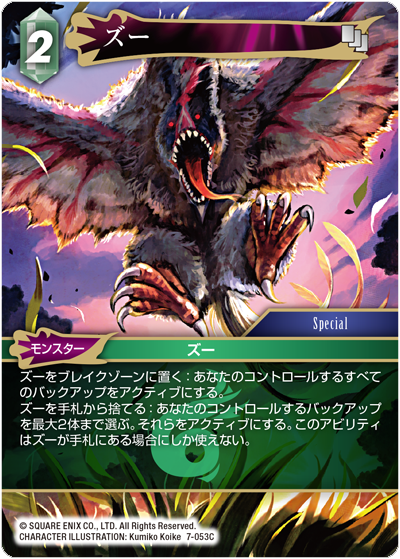 2
ズー
Special
モンスター
ズー
ズーをブレイクゾーンに置く：あなたのコントロールするすべて
のバックアップをアクティブにする。
ズーを手札から捨てる：あなたのコントロールするバックアップ
を最大2体まで選ぶ。それらをアクティブにする。このアビリティ
はズーが手札にある場合にしか使えない。
© SQUARE ENIX CO., LTD. All Rights Reserved.
CHARACTER ILLUSTRATION: Kumiko Koike 7-053C